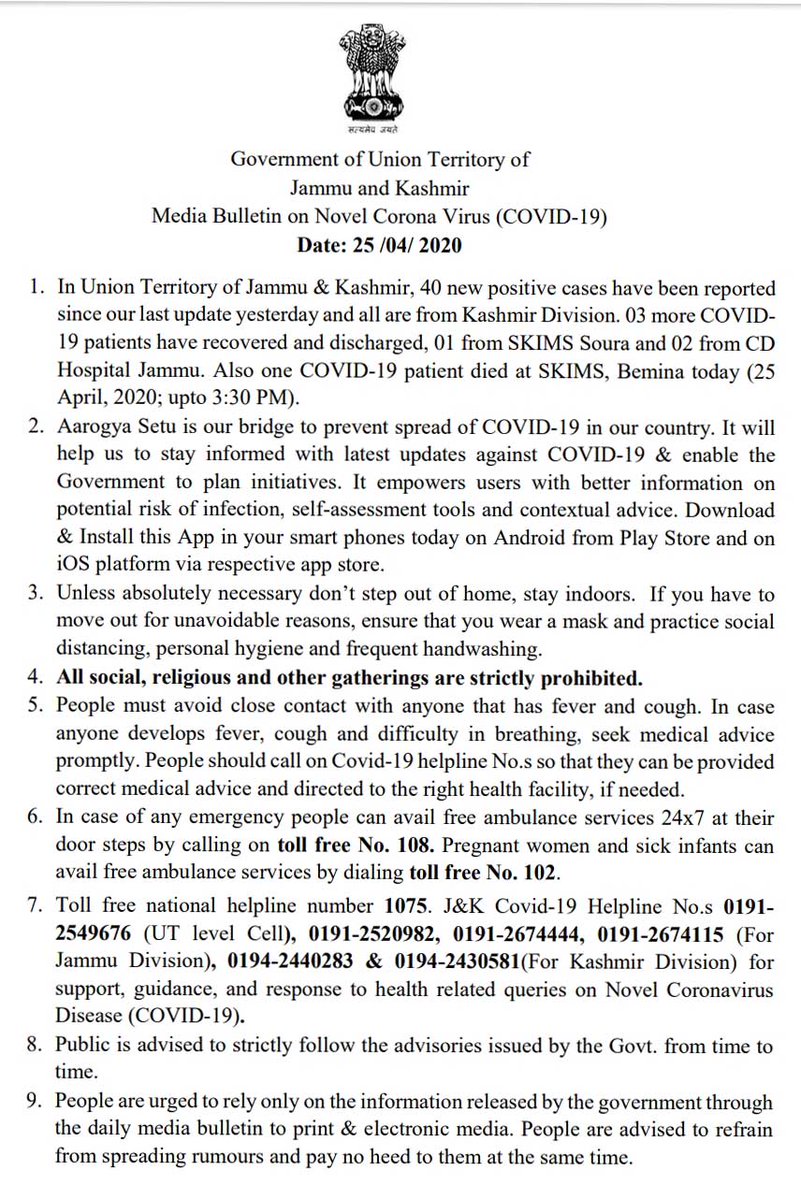 सत्यमेव जयते
Government of Union Territory of
Jammu and Kashmir
Media Bulletin on Novel Corona Virus (COVID-19)
Date: 25 /04/ 2020
1. In Union Territory of Jammu & Kashmir, 40 new positive cases have been reported
since our last update yesterday and all are from Kashmir Division. 03 more COVID-
19 patients have recovered and discharged, 01 from SKIMS Soura and 02 from CD
Hospital Jammu. Also one COVID-19 patient died at SKIMS, Bemina today (25
April, 2020; upto 3:30 PM).
2. Aarogya Setu is our bridge to prevent spread of COVID-19 in our country. It will
help us to stay informed with latest updates against COVID-19 & enable the
Government to plan initiatives. It empowers users with better information on
potential risk of infection, self-assessment tools and contextual advice. Download
& Install this App in your smart phones today on Android from Play Store and on
iOS platform via respective app store.
3. Unless absolutely necessary don’t step out of home, stay indoors. If you have to
move out for unavoidable reasons, ensure that you wear a mask and practice social
distancing, personal hygiene and frequent handwashing.
4. All social, religious and other gatherings are strictly prohibited.
5. People must avoid close contact with anyone that has fever and cough. In case
anyone develops fever, cough and difficulty in breathing, seek medical advice
promptly. People should call on Covid-19 helpline No.s so that they can be provided
correct medical advice and directed to the right health facility, if needed.
6. In case of any emergency people can avail free ambulance services 24x7 at their
door steps by calling on toll free No. 108. Pregnant women and sick infants can
avail free ambulance services by dialing toll free No. 102.
7. Toll free national helpline number 1075. J&K Covid-19 Helpline No.s 0191-
2549676 (UT level Cell), 0191-2520982, 0191-2674444, 0191-2674115 (For
Jammu Division), 0194-2440283 & 0194-2430581(For Kashmir Division) for
support, guidance, and response to health related queries on Novel Coronavirus
Disease (COVID-19).
8. Public is advised to strictly follow the advisories issued by the Govt. from time to
time.
9. People are urged to rely only on the information released by the government through
the daily media bulletin to print & electronic media. People are advised to refrain
from spreading rumours and pay no heed to them at the same time.